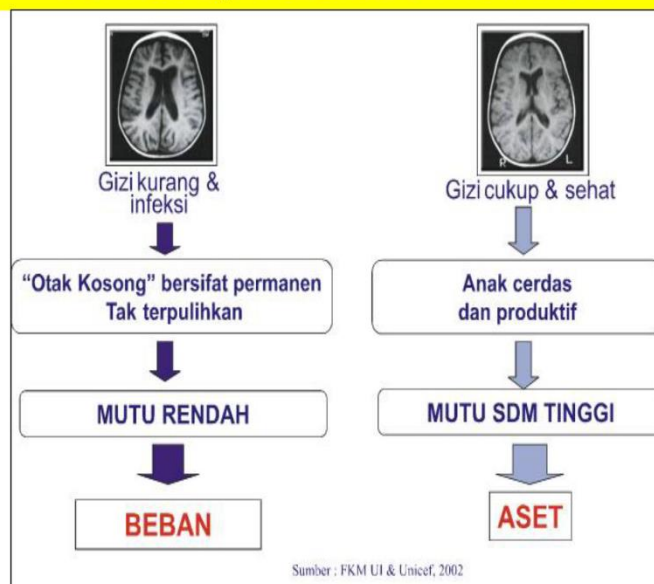 Gizi kurang &
infeksi
"Otak Kosong" bersifat permanen
Tak terpulihkan
MUTU RENDAH
BEBAN
R
L
Gizi cukup & sehat
Anak cerdas
dan produktif
MUTU SDM TINGGI
ASET
Sumber : FKM UI & Unicef, 2002